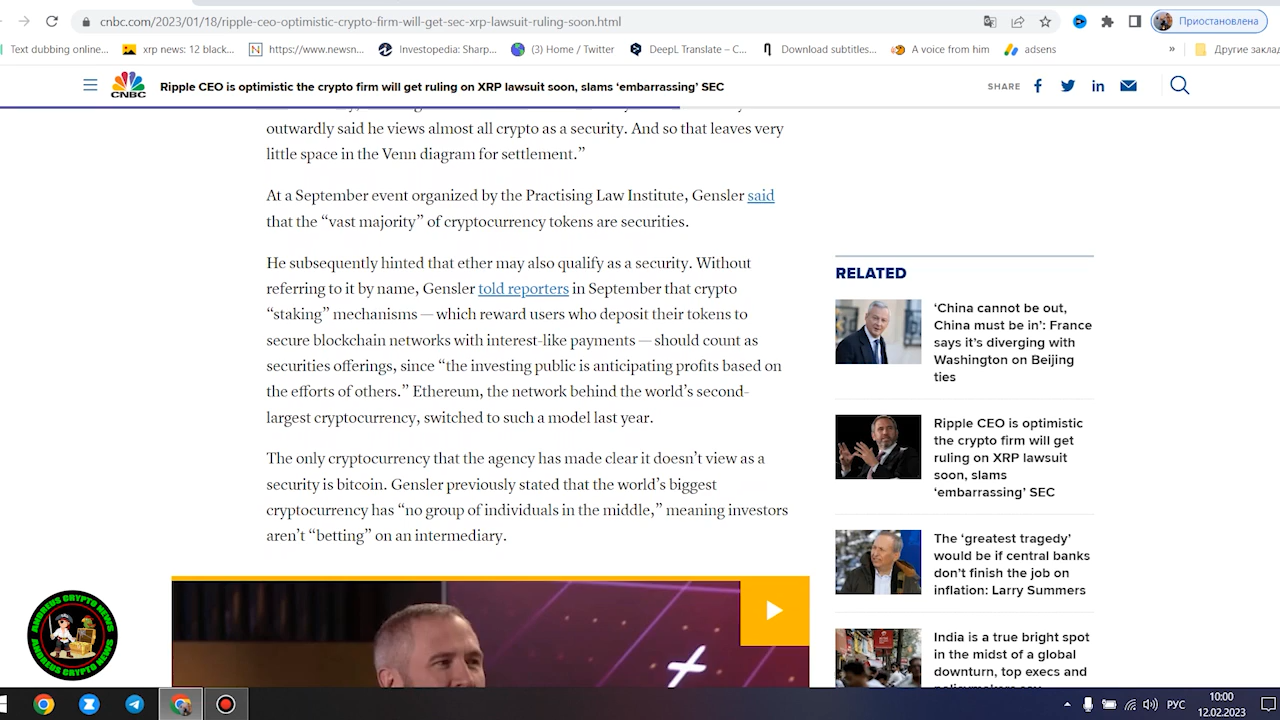 cnbc.com/2023/01/18/ripple-ceo-optimistic-crypto-firm-will-get-sec-xrp-lawsuit-ruling-soon.html
Приостановлена
Text dubbing online...
xrp news: 12 black...
https://www.newsn...
Investopedia: Sharp...
(3) Home / Twitter
DeepL Translate – C...
Download subtitles...
A voice from him
adsens
»
Другие заклад
CNBC
Ripple CEO is optimistic the crypto firm will get ruling on XRP lawsuit soon, slams ‘embarrassing’ SEC
SHARE
outwardly said he views almost all crypto as a security. And so that leaves very
little space in the Venn diagram for settlement.”
At a September event organized by the Practising Law Institute, Gensler said
that the “vast majority” of cryptocurrency tokens are securities.
He subsequently hinted that ether may also qualify as a security. Without
referring to it by name, Gensler told reporters in September that crypto
“staking” mechanisms — which reward users who deposit their tokens to
secure blockchain networks with interest-like payments — should count as
securities offerings, since “the investing public is anticipating profits based on
the efforts of others.” Ethereum, the network behind the world’s second-
largest cryptocurrency, switched to such a model last year.
The only cryptocurrency that the agency has made clear it doesn’t view as a
security is bitcoin. Gensler previously stated that the world’s biggest
cryptocurrency has “no group of individuals in the middle,” meaning investors
aren’t “betting” on an intermediary.
RELATED
‘China cannot be out,
China must be in’: France
says it’s diverging with
Washington on Beijing
ties
Ripple CEO is optimistic
the crypto firm will get
ruling on XRP lawsuit
soon, slams
‘embarrassing’ SEC
The ‘greatest tragedy’
would be if central banks
don’t finish the job on
inflation: Larry Summers
India is a true bright spot
in the midst of a global
downturn, top execs and
ANDREUS CRYPTO NEWS
ANDREUS CRYPTO NEWS
РУС
10:00
12.02.2023